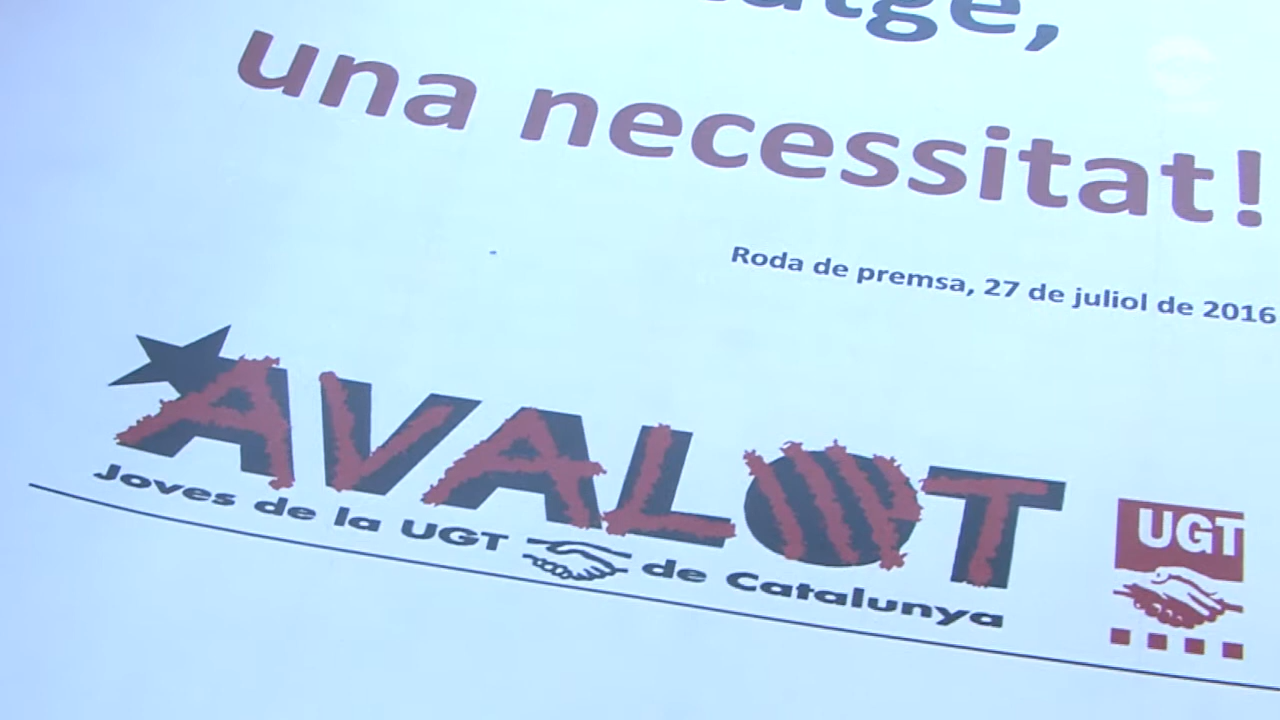 una necessitat!
Roda de premsa, 27 de juliol de 2016
AVALOT
Joves de la UGT de Catalunya
UGT